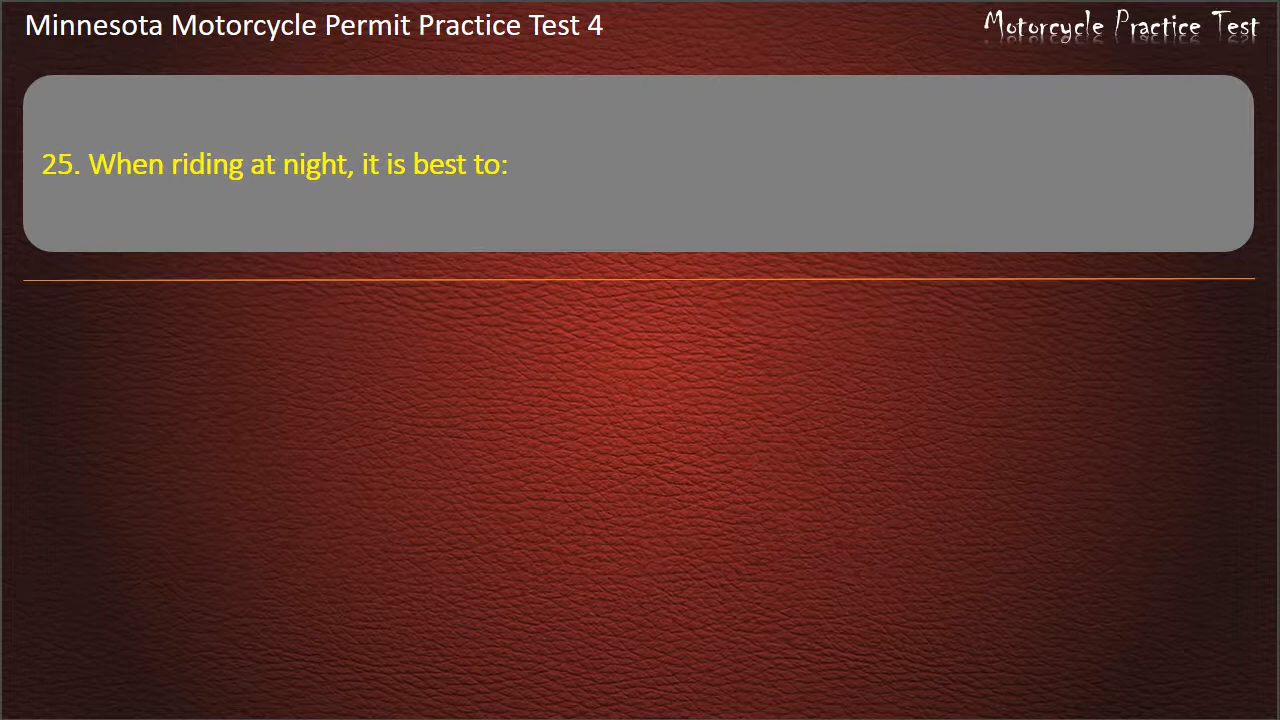 Minnesota Motorcycle Permit Practice Test 4
Motorcycle Practice Test
25. When riding at night, it is best to: